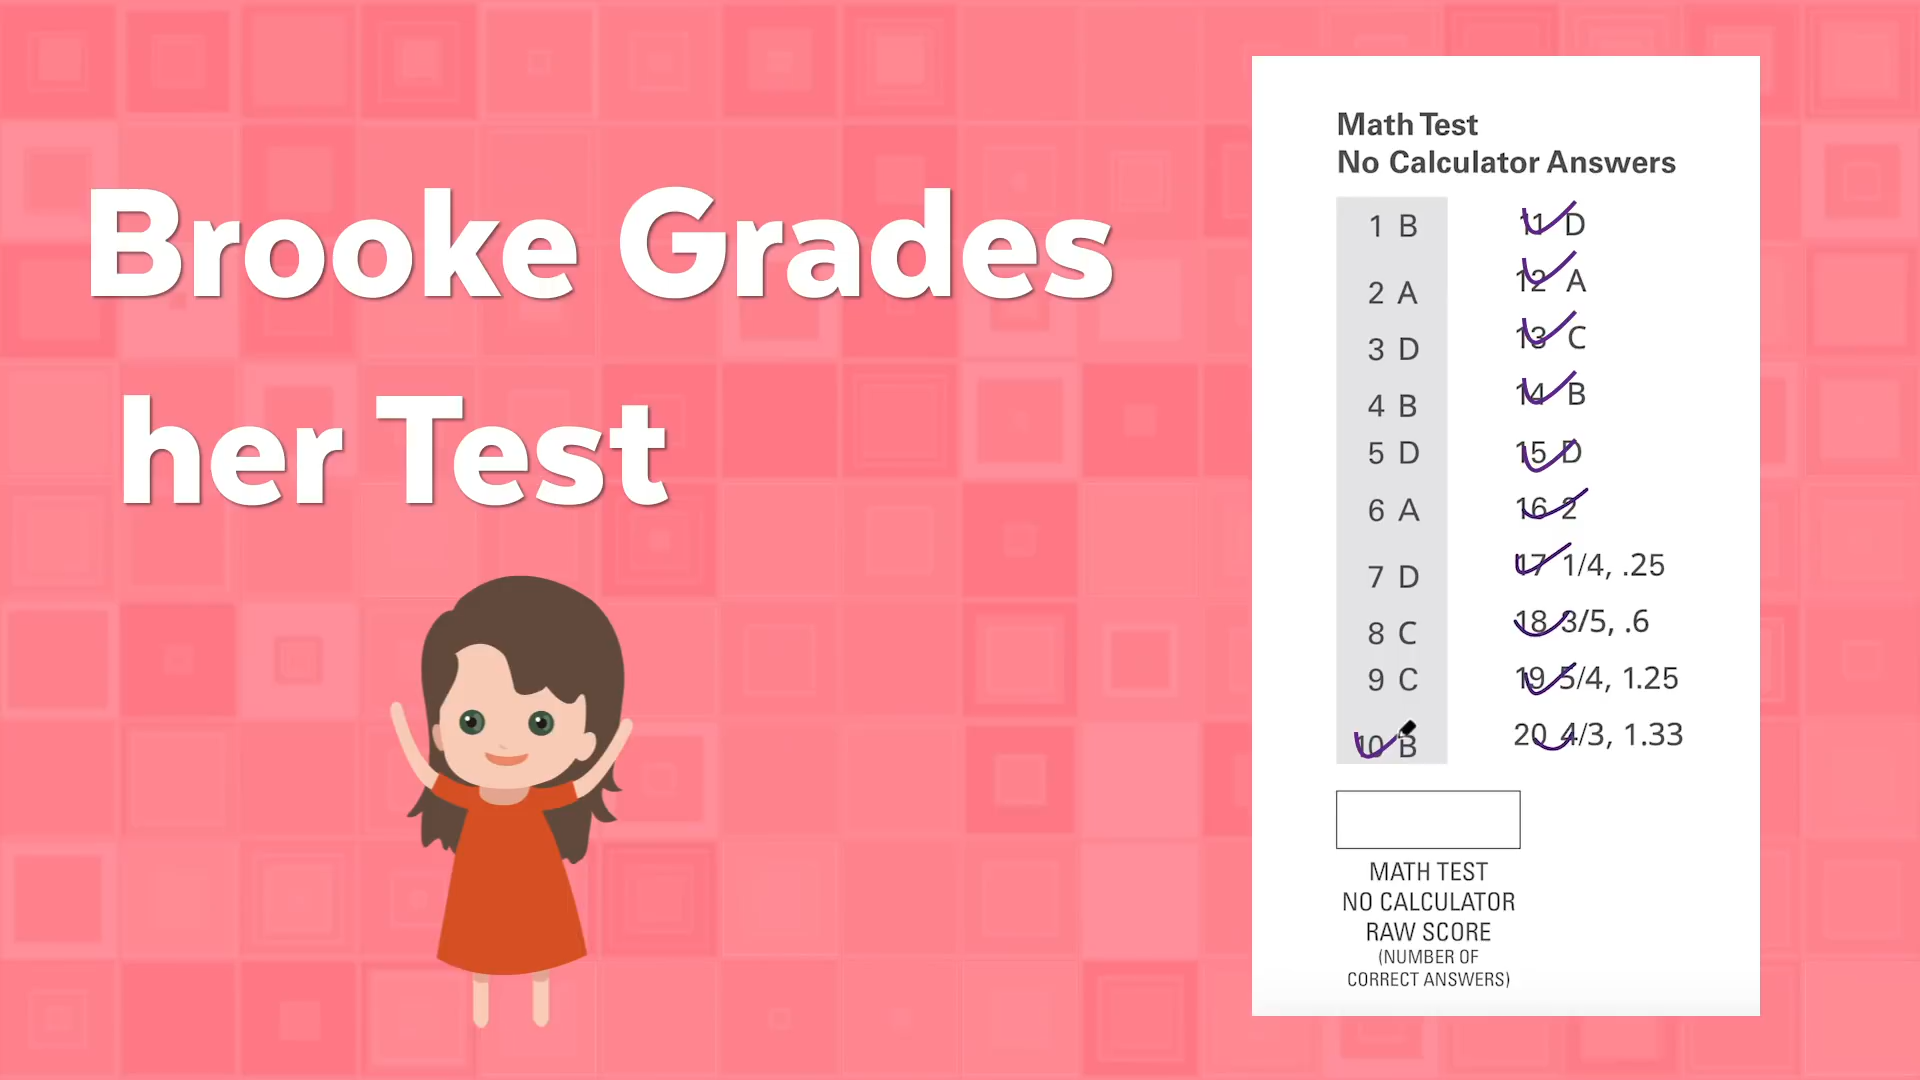 Brooke Grades
her Test
Math Test
No Calculator Answers
1 B
2 A
3 D
4 B
5 D
6 A
7 D
8 C
9 C
10 B
11 D
12 A
13 C
14 B
15 D
16 2
17 1/4, .25
18 3/5, .6
19 5/4, 1.25
20 4/3, 1.33
MATH TEST
NO CALCULATOR
RAW SCORE
(NUMBER OF
CORRECT ANSWERS)